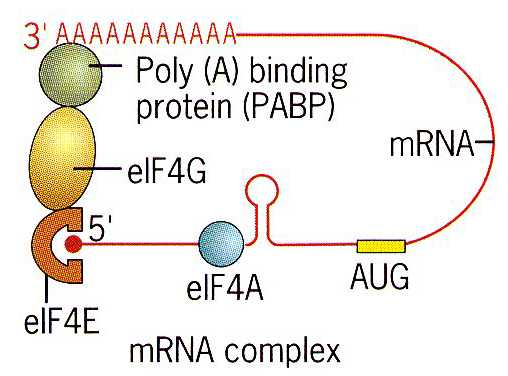 3' AAAAAAAAAAA
Poly (A) binding
protein (PABP)
mRNA
eIF4G
5'
eIF4A
AUG
eIF4E
mRNA complex